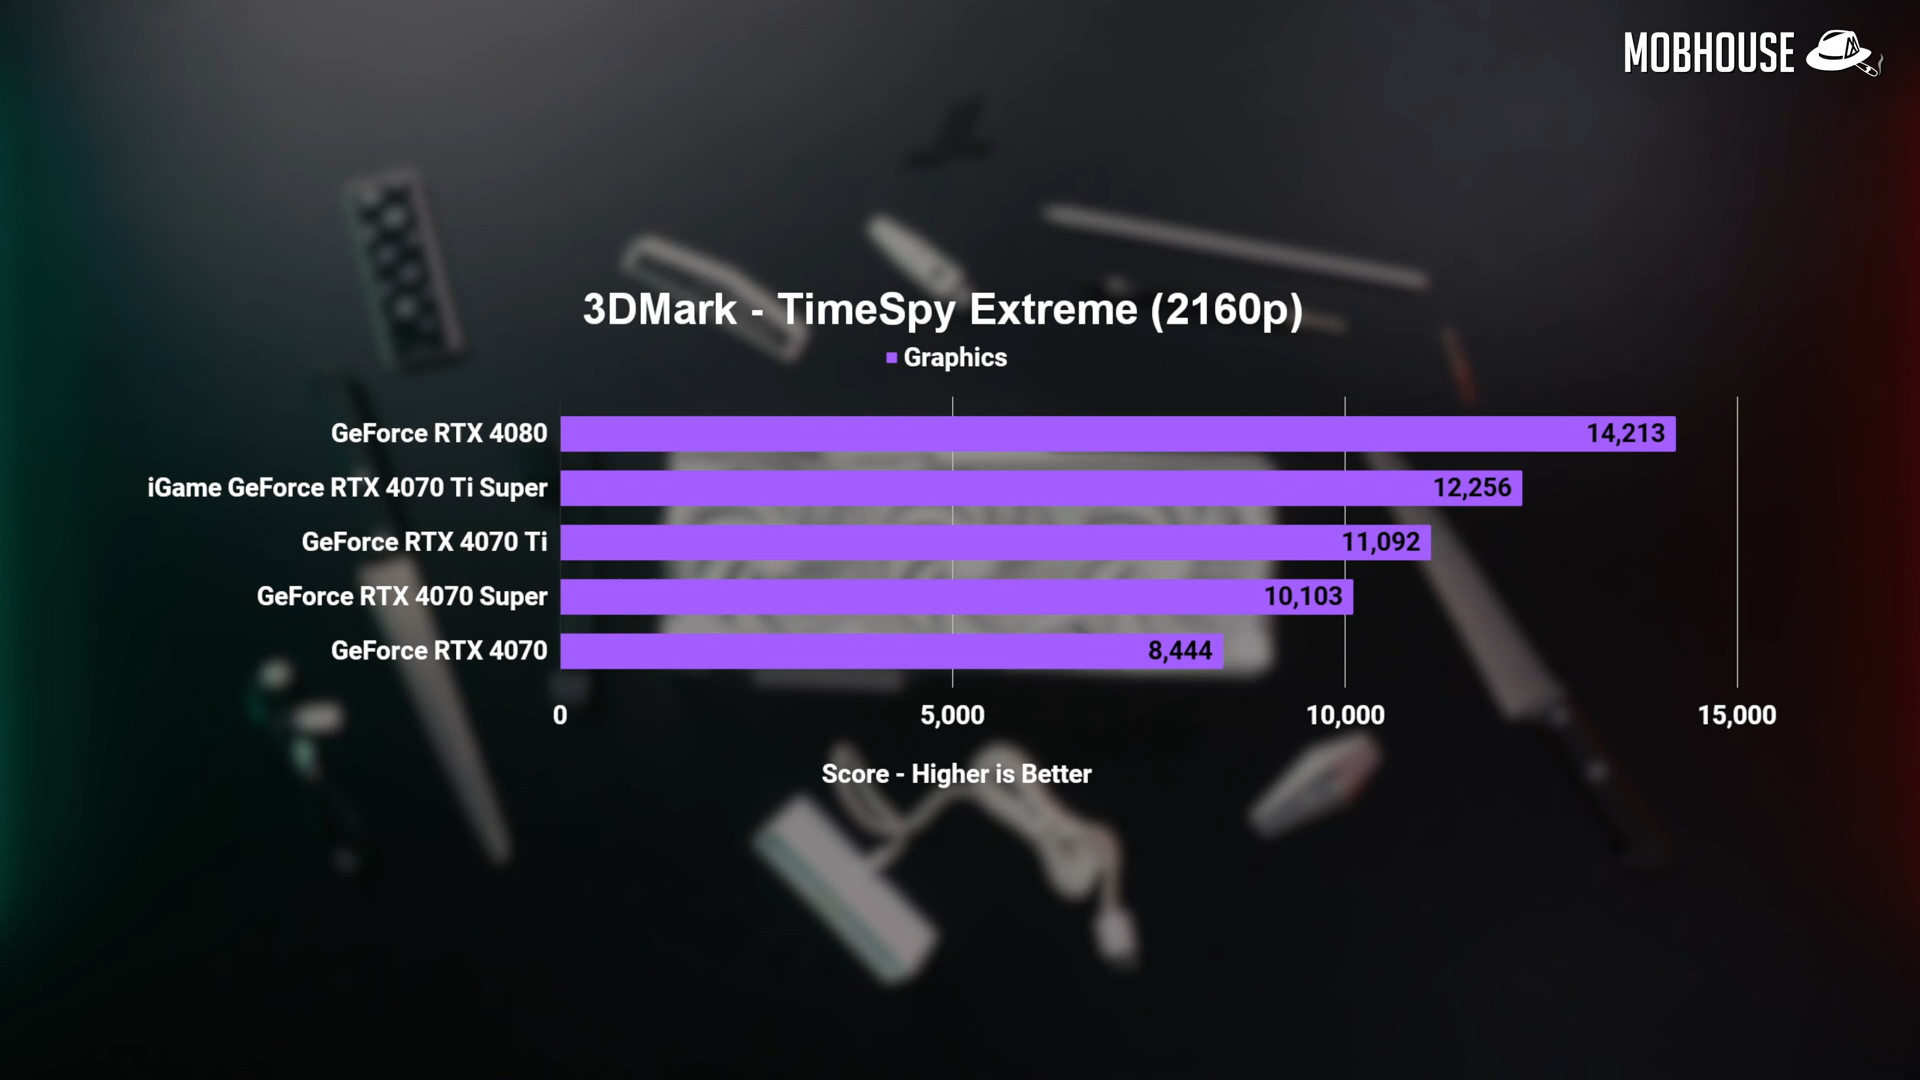 MOBHOUSE
3DMark - TimeSpy Extreme (2160p)
Graphics
GeForce RTX 4080 14,213
iGame GeForce RTX 4070 Ti Super 12,256
GeForce RTX 4070 Ti 11,092
GeForce RTX 4070 Super 10,103
GeForce RTX 4070 8,444
0 5,000 10,000 15,000
Score - Higher is Better